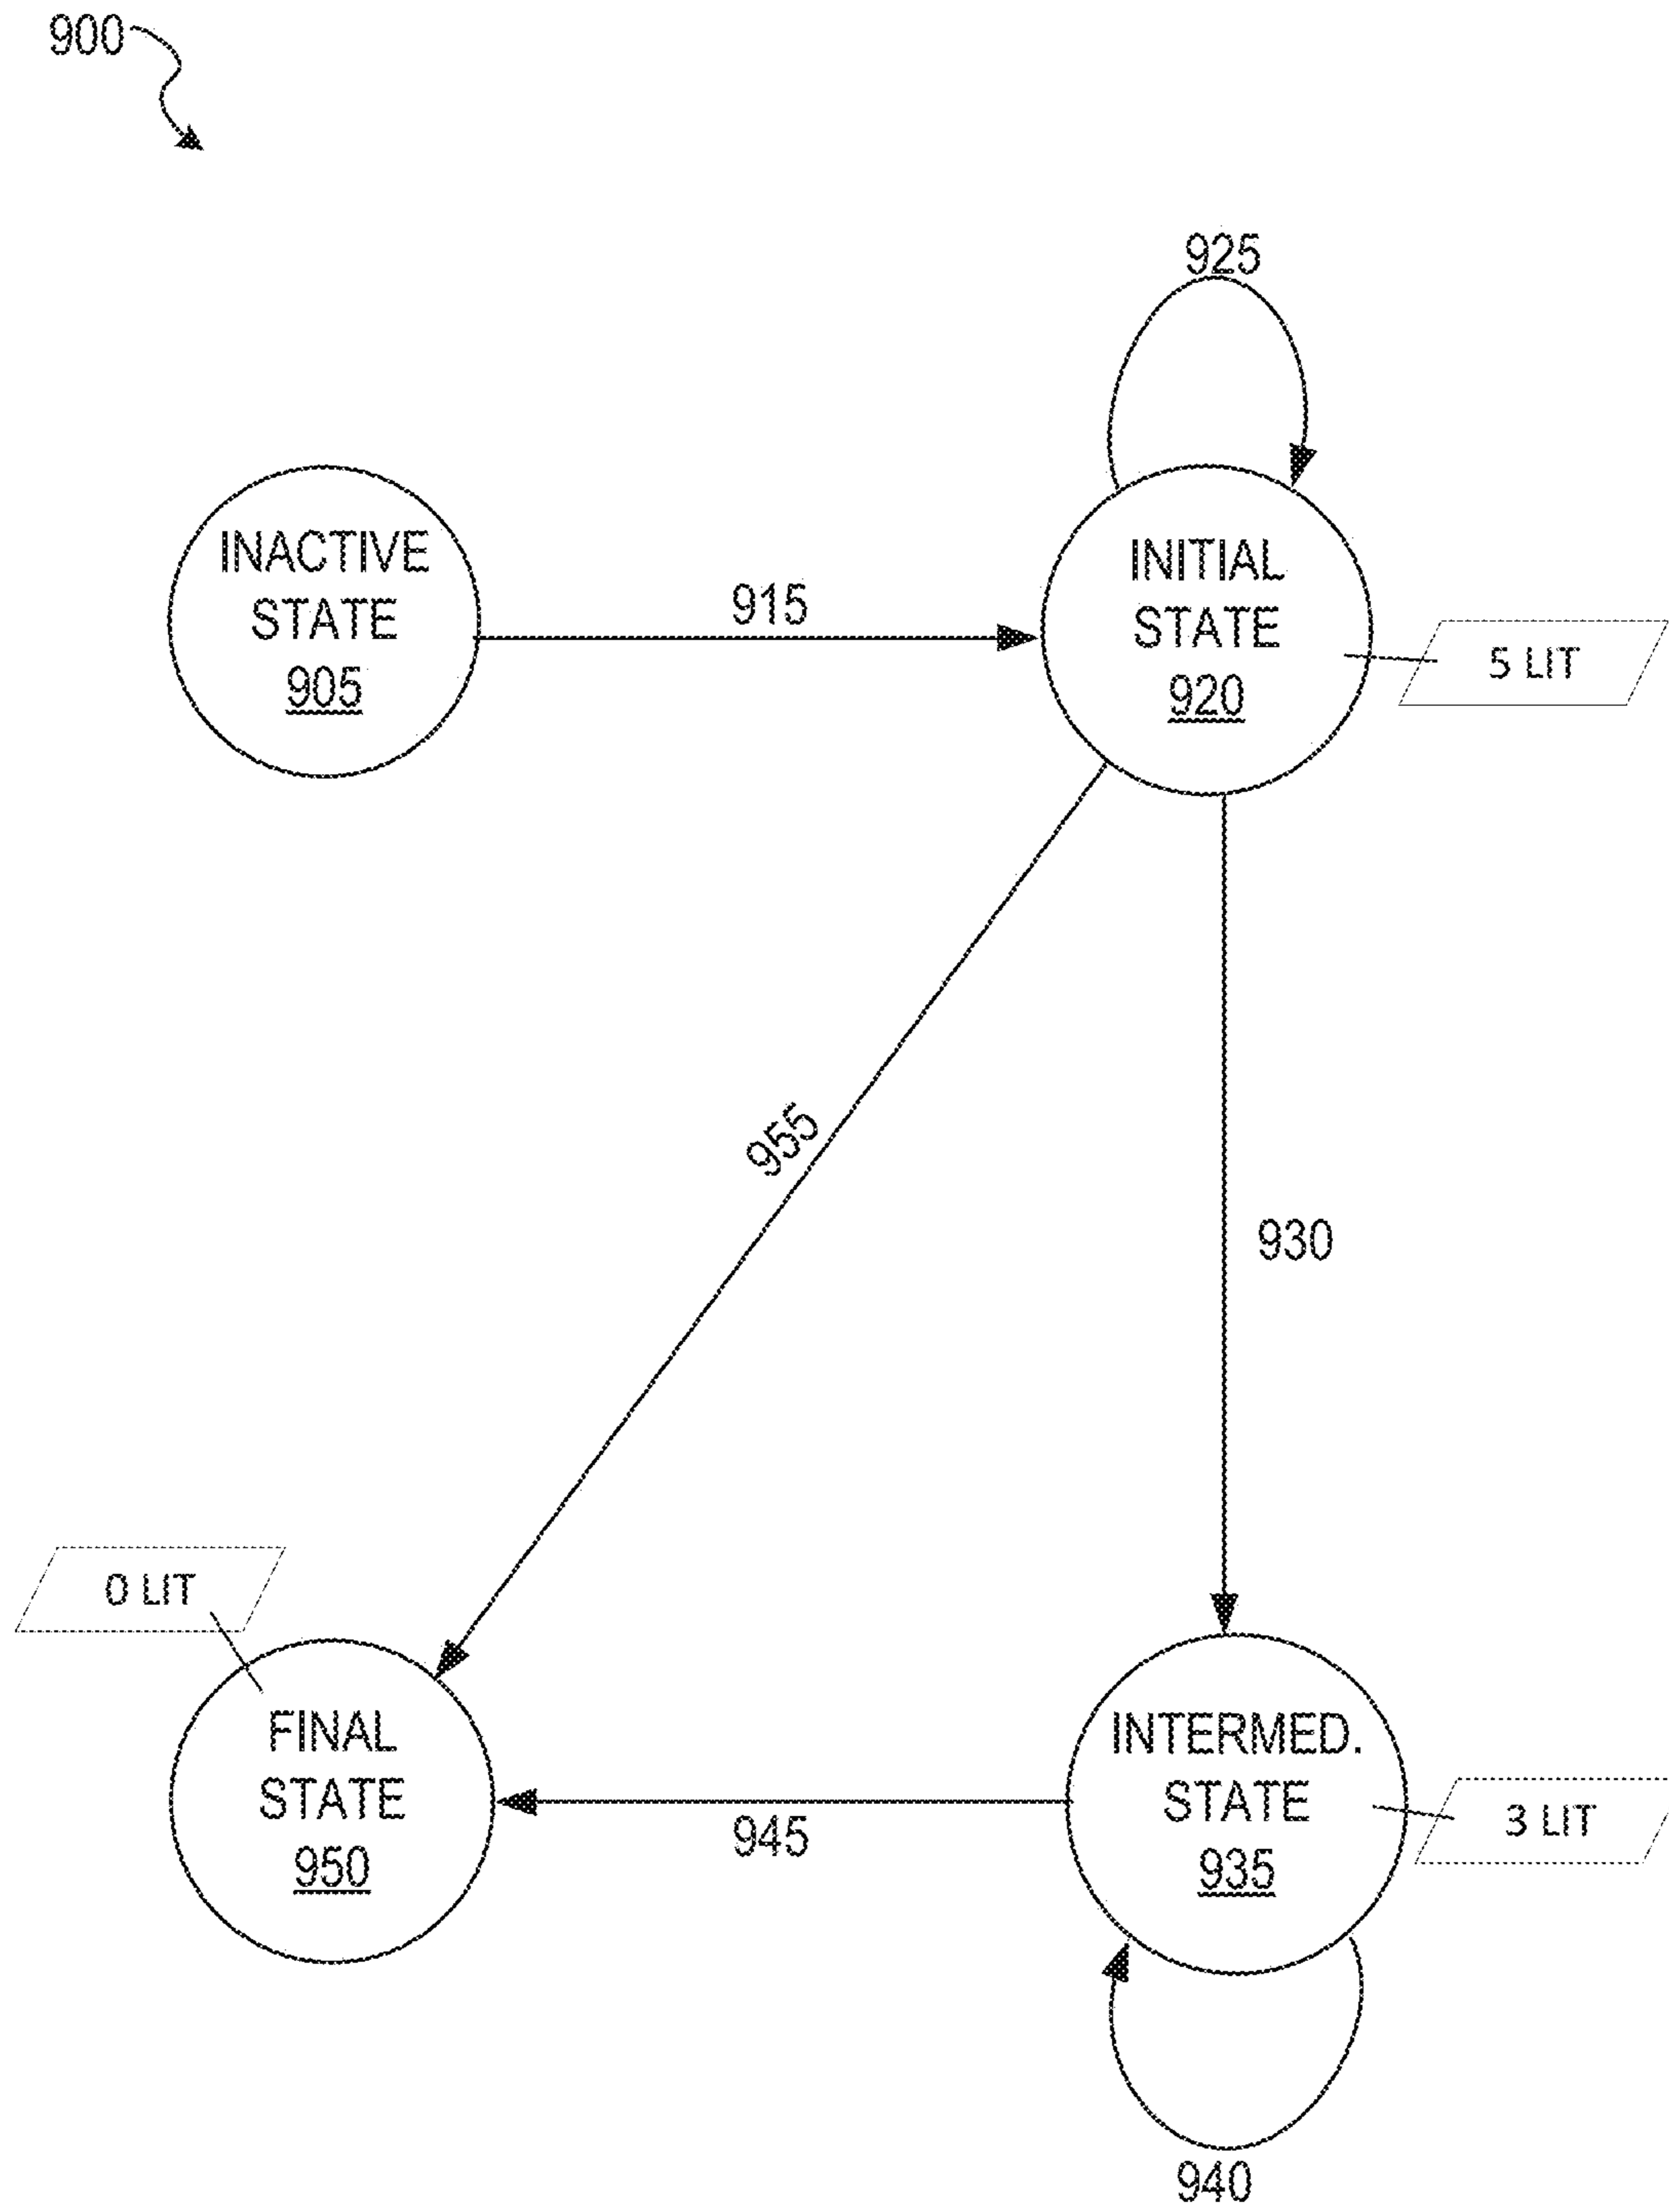 900
925
INACTIVE
STATE
905
915
INITIAL
STATE
920
5 LIT
955
930
0 LIT
FINAL
STATE
950
945
INTERMED.
STATE
935
3 LIT
940